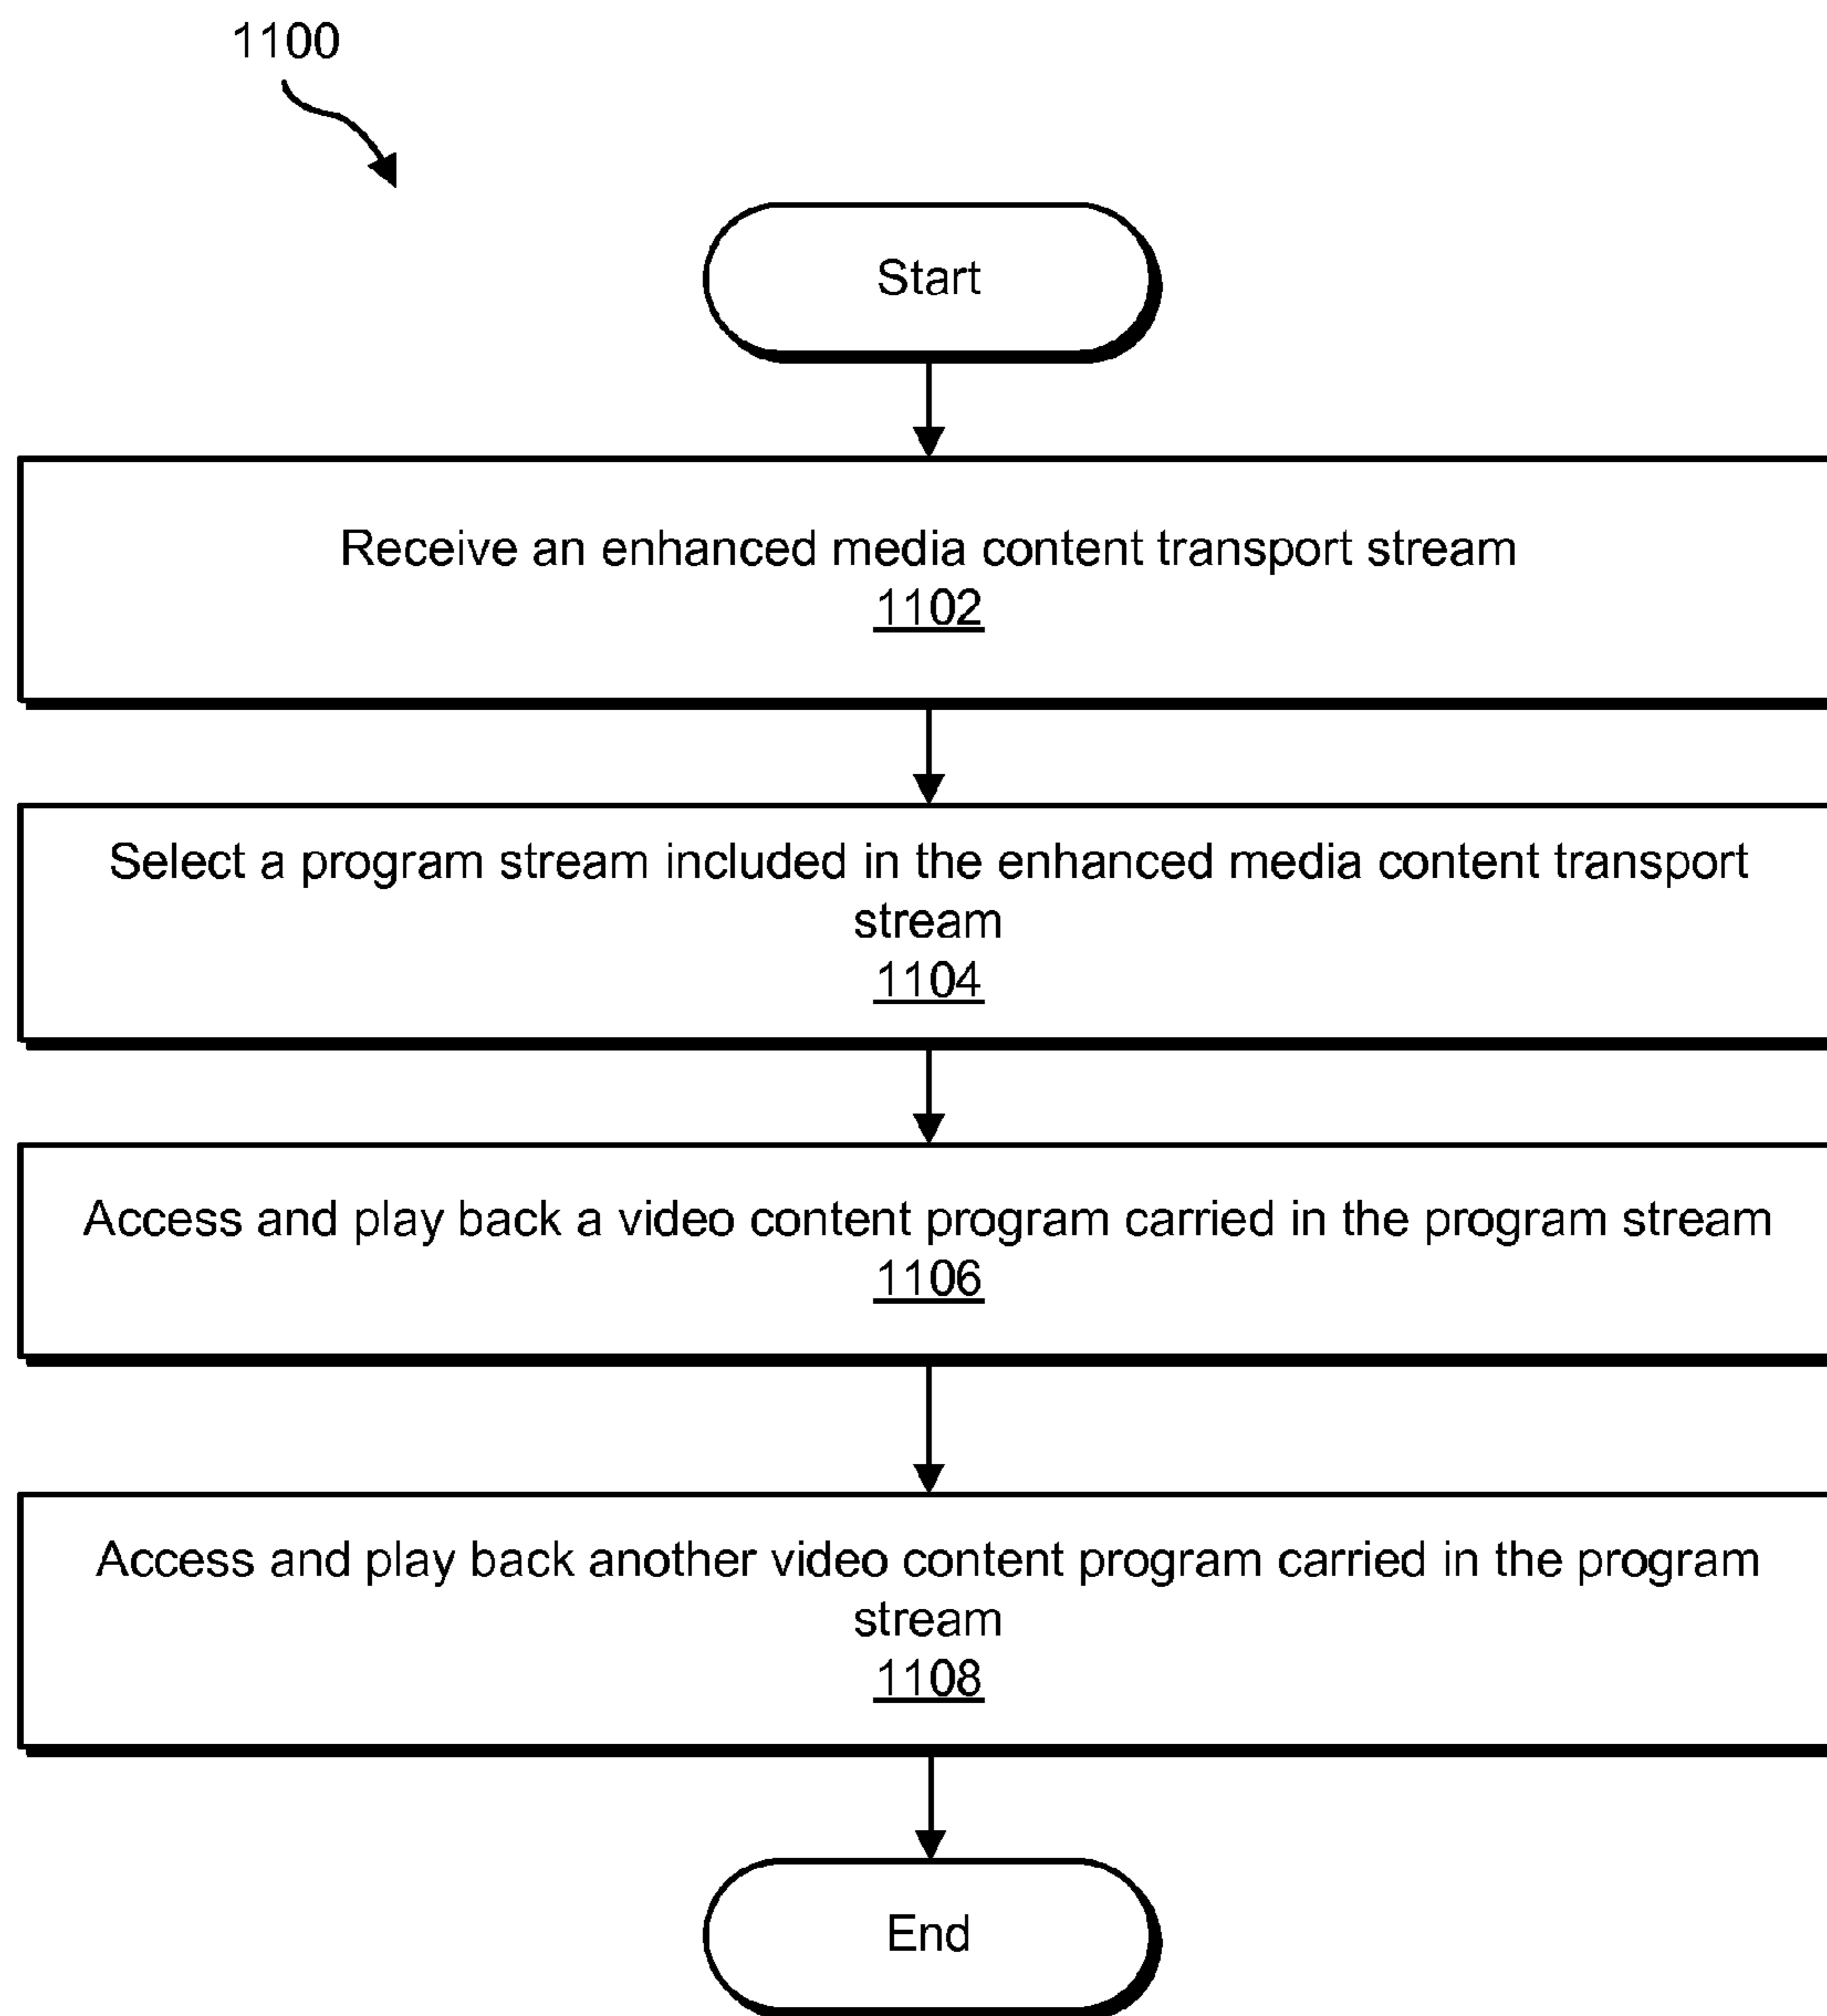 1100
Start
Receive an enhanced media content transport stream
1102
Select a program stream included in the enhanced media content transport
stream
1104
Access and play back a video content program carried in the program stream
1106
Access and play back another video content program carried in the program
stream
1108
End